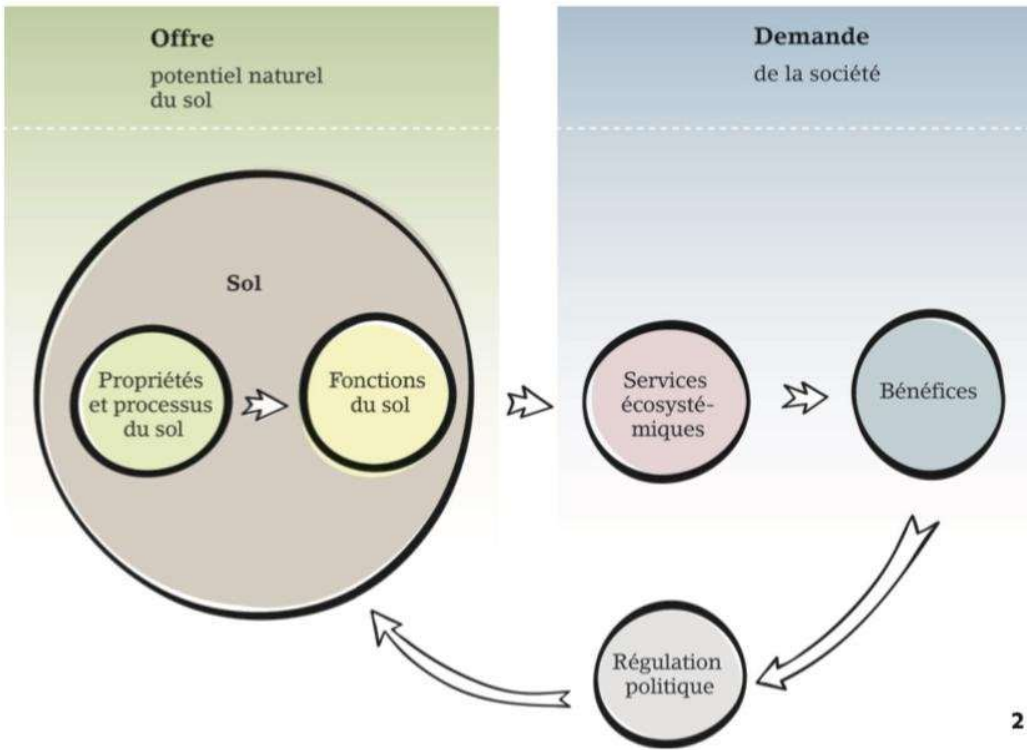 Offre
potentiel naturel
du sol
Demande
de la société
Sol
Propriétés
et processus
du sol
Fonctions
du sol
Services
écosysté-
miques
Bénéfices
Régulation
politique
2